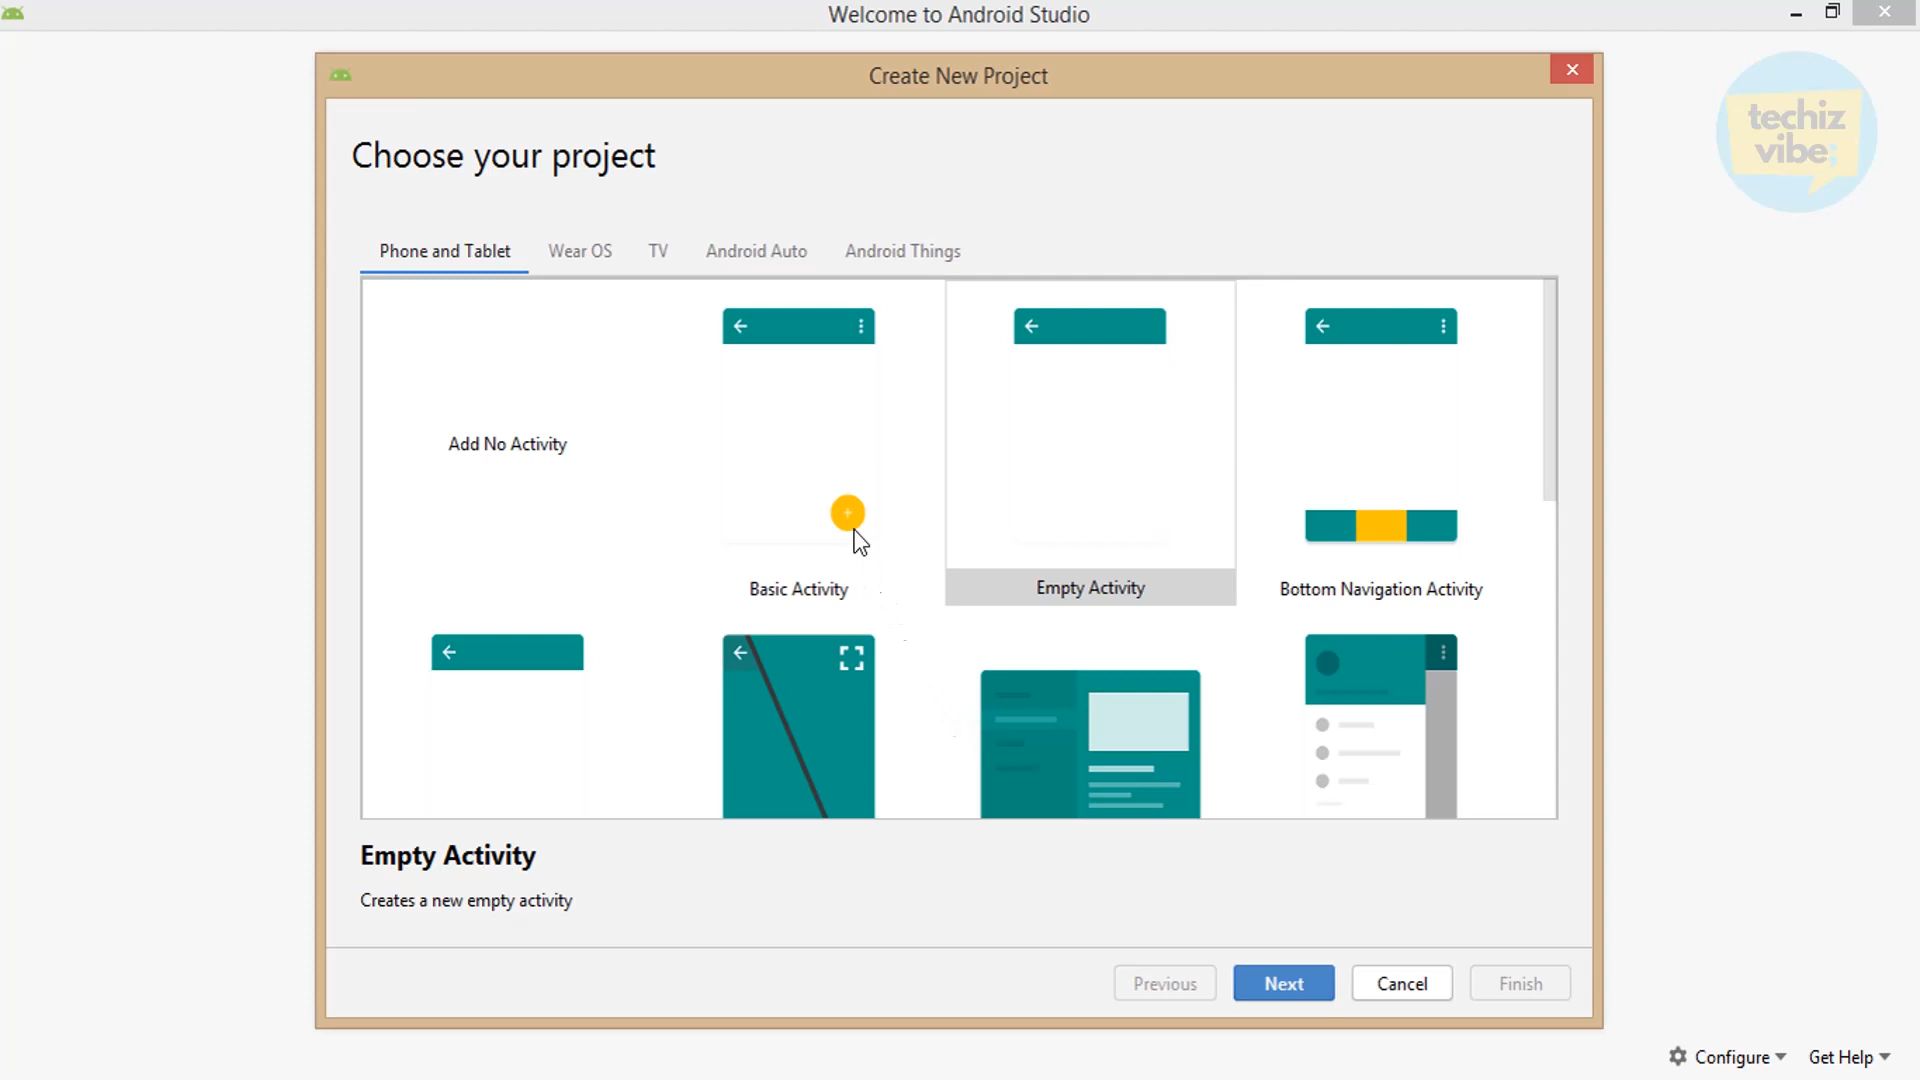 Welcome to Android Studio
Create New Project
techiz
vibe;
Choose your project
Phone and Tablet
Wear OS
TV
Android Auto
Android Things
Add No Activity
Basic Activity
Empty Activity
Bottom Navigation Activity
Empty Activity
Creates a new empty activity
Previous
Next
Cancel
Finish
Configure
Get Help